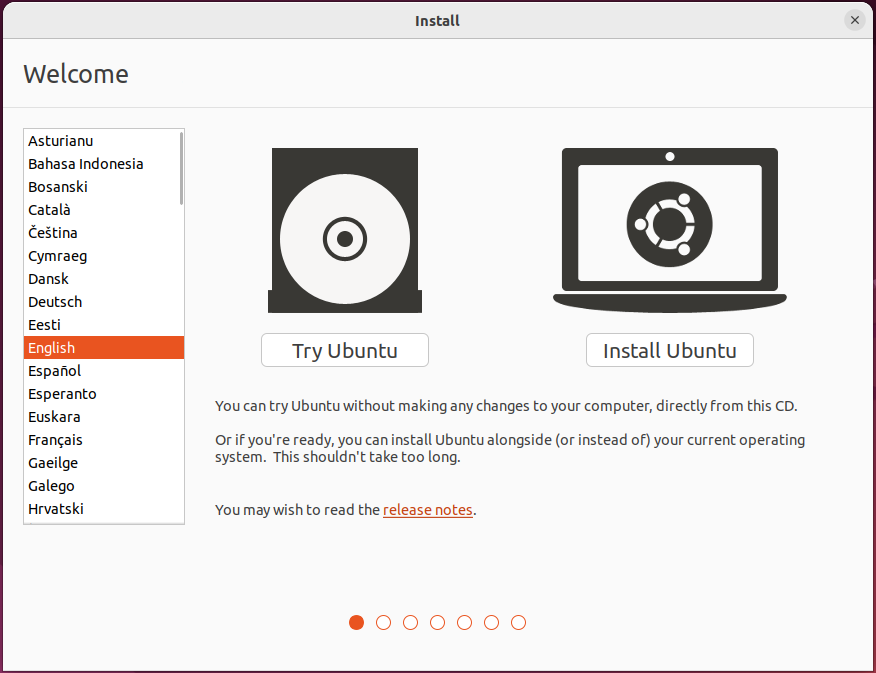 Install
Welcome
Asturianu
Bahasa Indonesia
Bosanski
Català
Čeština
Cymraeg
Dansk
Deutsch
Eesti
English
Español
Esperanto
Euskara
Français
Gaeilge
Galego
Hrvatski
Try Ubuntu
Install Ubuntu
You can try Ubuntu without making any changes to your computer, directly from this CD.
Or if you're ready, you can install Ubuntu alongside (or instead of) your current operating
system.  This shouldn't take too long.
You may wish to read the release notes.